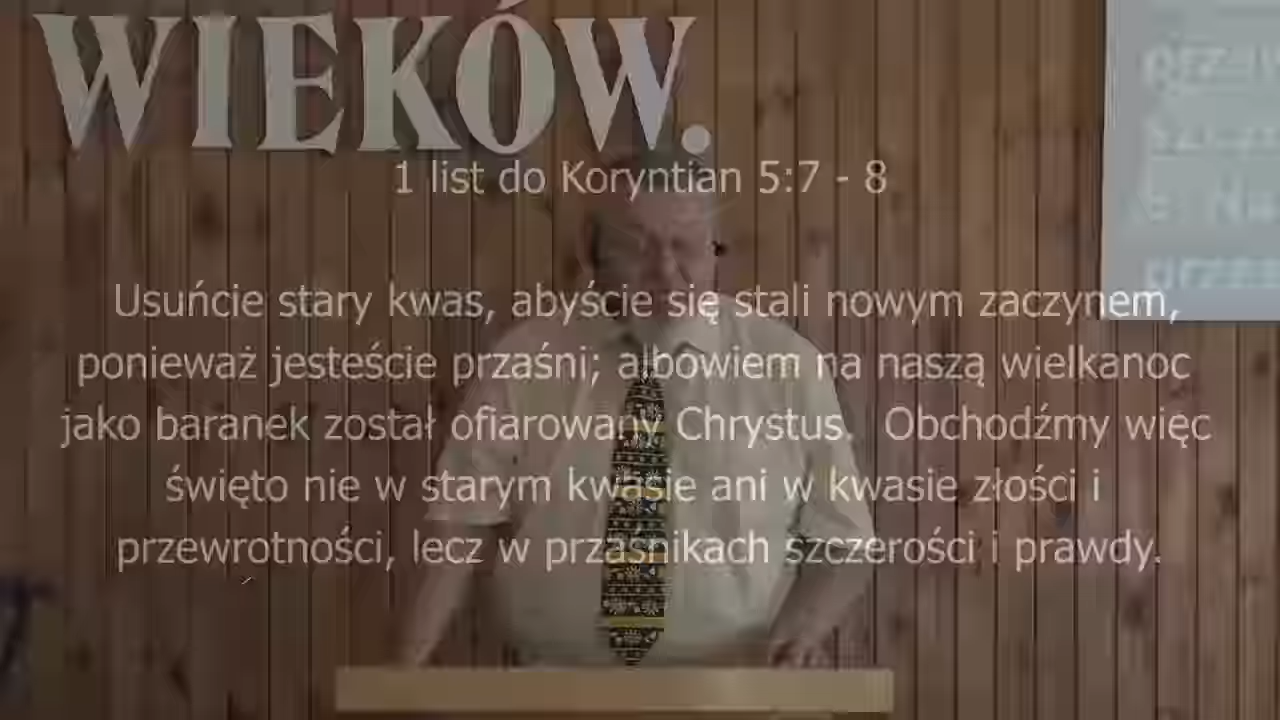 WIEKÓW.
1 list do Koryntian 5:7 - 8
Usuńcie stary kwas, abyście się stali nowym zaczynem,
ponieważ jesteście przaśni; albowiem na naszą wielkanoc
jako baranek został ofiarowany Chrystus. Obchodźmy więc
święto nie w starym kwasie ani w kwasie złości i
przewrotności, lecz w przaśnikach szczerości i prawdy.